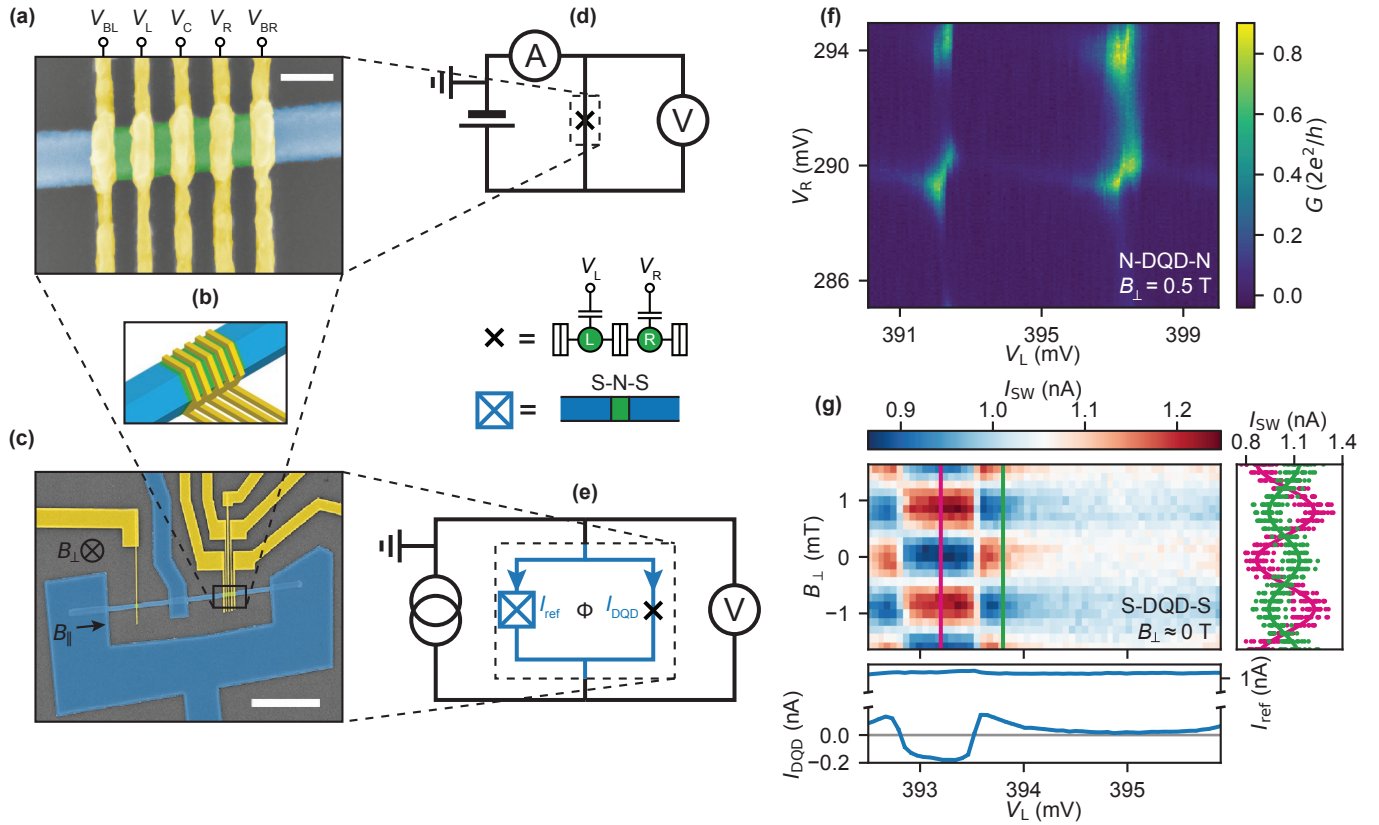 (a)
V_BL V_L V_C V_R V_BR
(b)
(c)
B_⊥
B_∥
(d)
A
V
V_L V_R
= L R
S-N-S
=
(e)
I_ref Φ I_DQD
V
(f)
294
290
286
V_R (mV)
N-DQD-N
B_⊥ = 0.5 T
391 395 399
V_L (mV)
0.8
0.6
0.4
0.2
0.0
G (2e²/h)
(g)
I_SW (nA)
0.9 1.0 1.1 1.2
1
0
−1
B_⊥ (mT)
S-DQD-S
B_⊥ ≈ 0 T
I_SW (nA)
0.8 1.1 1.4
1
I_ref (nA)
0.0
−0.2
I_DQD (nA)
393 394 395
V_L (mV)